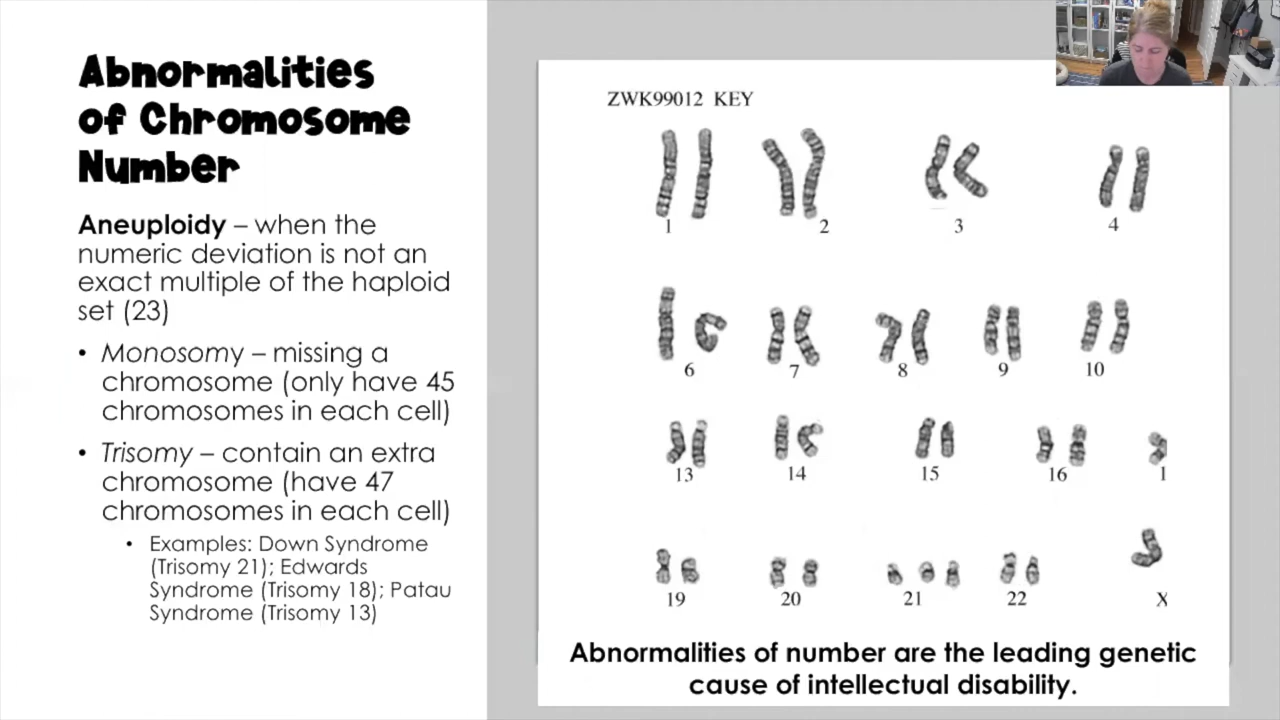 Abnormalities
of Chromosome
Number
Aneuploidy – when the
numeric deviation is not an
exact multiple of the haploid
set (23)
• Monosomy – missing a
chromosome (only have 45
chromosomes in each cell)
• Trisomy – contain an extra
chromosome (have 47
chromosomes in each cell)
• Examples: Down Syndrome
(Trisomy 21); Edwards
Syndrome (Trisomy 18); Patau
Syndrome (Trisomy 13)
ZWK99012 KEY
1 2 3 4
6 7 8 9 10
13 14 15 16 1
19 20 21 22 X
Abnormalities of number are the leading genetic
cause of intellectual disability.